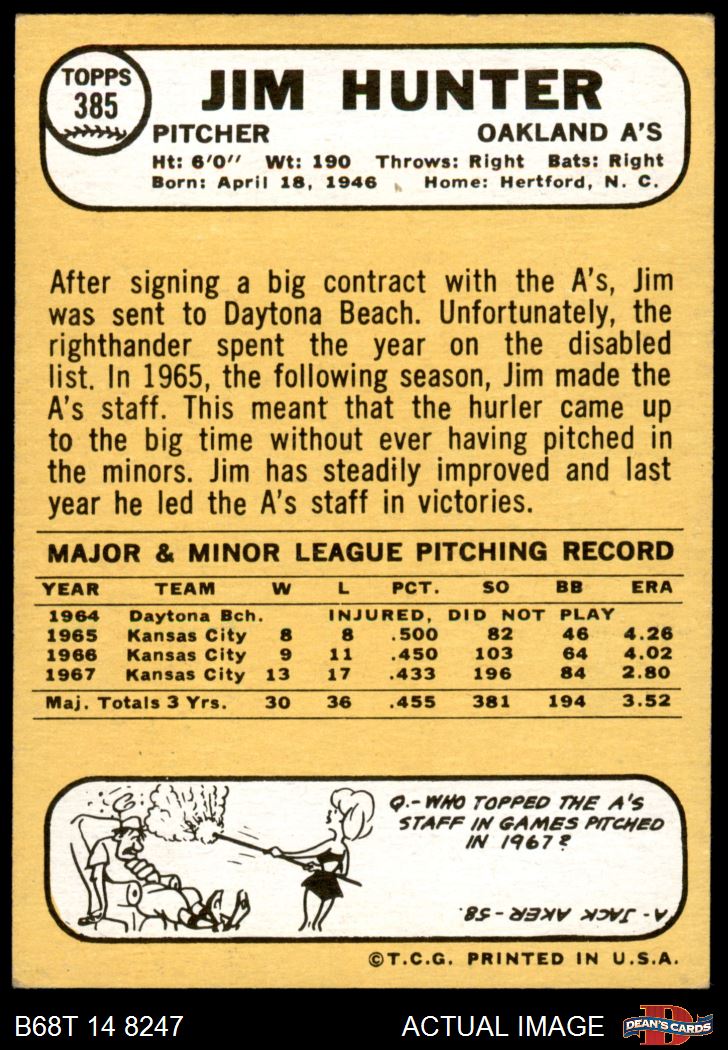 TOPPS
385
JIM HUNTER
PITCHER OAKLAND A'S
Ht: 6'0" Wt: 190 Throws: Right Bats: Right
Born: April 18, 1946 Home: Hertford, N. C.
After signing a big contract with the A's, Jim
was sent to Daytona Beach. Unfortunately, the
righthander spent the year on the disabled
list. In 1965, the following season, Jim made the
A's staff. This meant that the hurler came up
to the big time without ever having pitched in
the minors. Jim has steadily improved and last
year he led the A's staff in victories.
MAJOR & MINOR LEAGUE PITCHING RECORD
YEAR TEAM W L PCT. SO BB ERA
1964 Daytona Bch. INJURED, DID NOT PLAY
1965 Kansas City 8 8 .500 82 46 4.26
1966 Kansas City 9 11 .450 103 64 4.02
1967 Kansas City 13 17 .433 196 84 2.80
Maj. Totals 3 Yrs. 30 36 .455 381 194 3.52
Q.- WHO TOPPED THE A'S
STAFF IN GAMES PITCHED
IN 1967?
A- JACK AKER-58.
©T.C.G. PRINTED IN U.S.A.
B68T 14 8247 ACTUAL IMAGE
D
DEAN'S CARDS